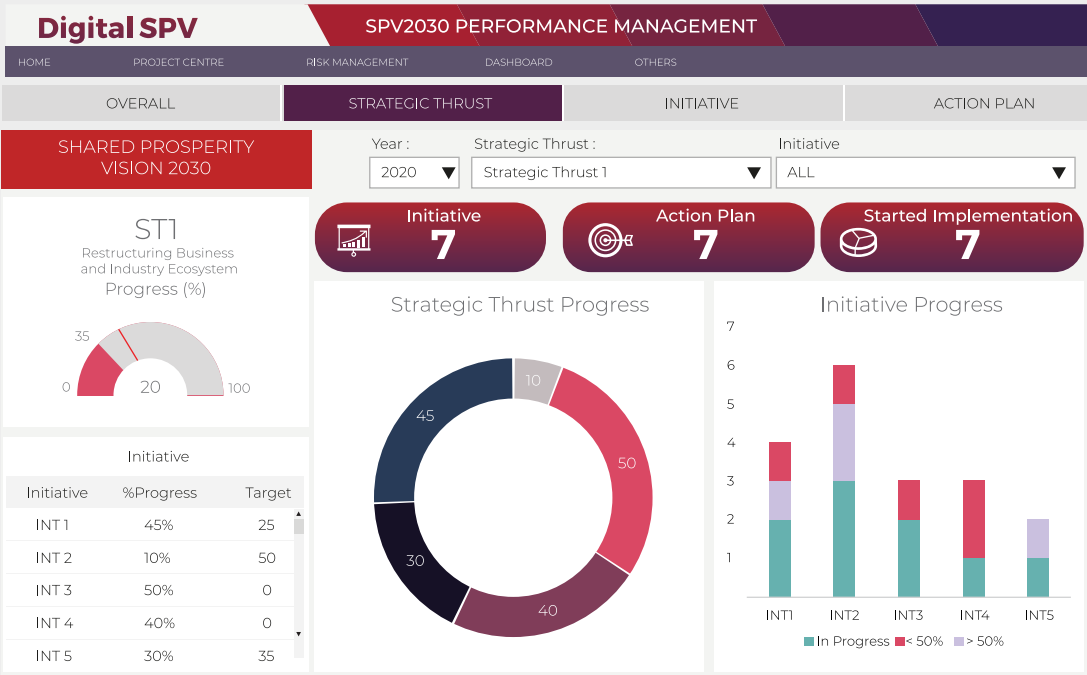 Digital SPV
SPV2030 PERFORMANCE MANAGEMENT
HOME PROJECT CENTRE RISK MANAGEMENT DASHBOARD OTHERS
OVERALL STRATEGIC THRUST INITIATIVE ACTION PLAN
SHARED PROSPERITY
VISION 2030
Year : Strategic Thrust : Initiative
2020 Strategic Thrust 1 ALL
Initiative
7
Action Plan
7
Started Implementation
7
ST1
Restructuring Business
and Industry Ecosystem
Progress (%)
35
0 20 100
Initiative
Initiative %Progress Target
INT 1 45% 25
INT 2 10% 50
INT 3 50% 0
INT 4 40% 0
INT 5 30% 35
Strategic Thrust Progress
10
45
50
30
40
Initiative Progress
7
6
5
4
3
2
1
INT1 INT2 INT3 INT4 INT5
In Progress < 50% > 50%